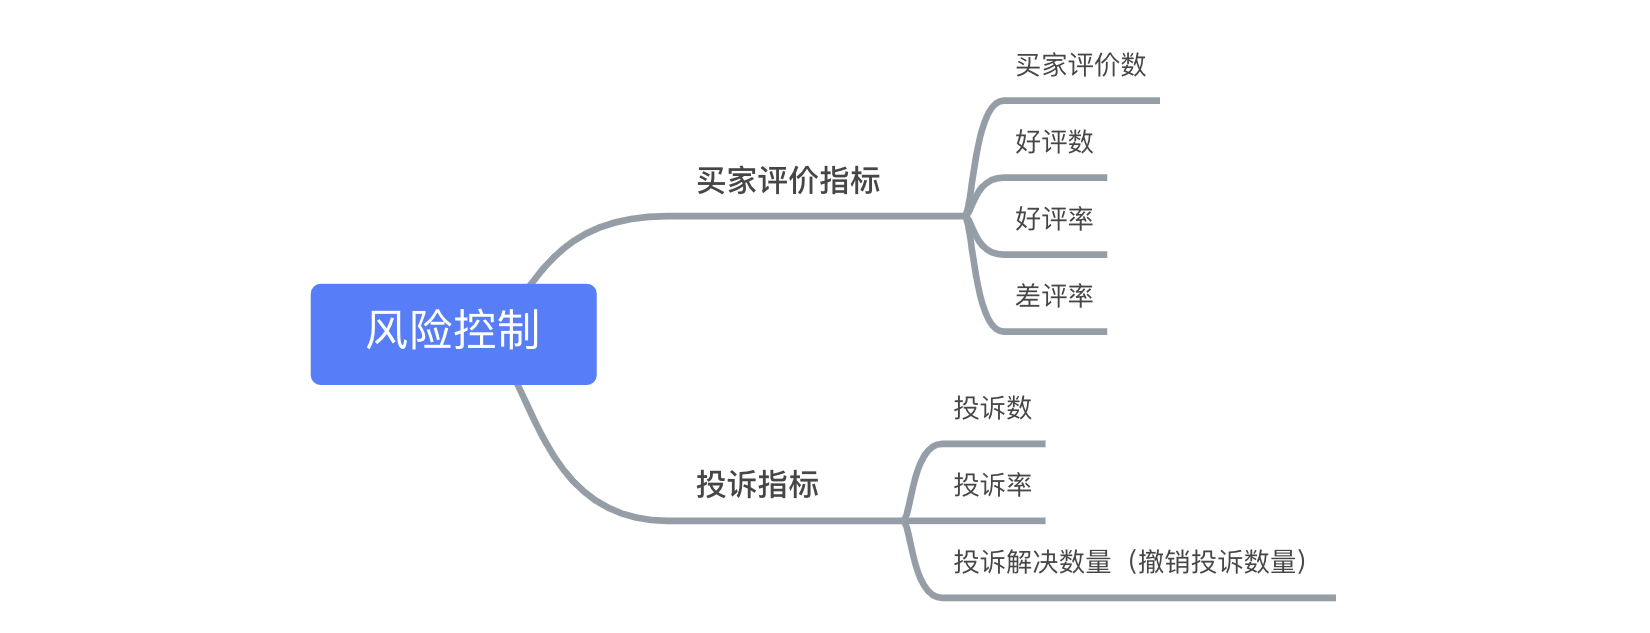 风险控制
买家评价指标
买家评价数
好评数
好评率
差评率
投诉指标
投诉数
投诉率
投诉解决数量（撤销投诉数量）